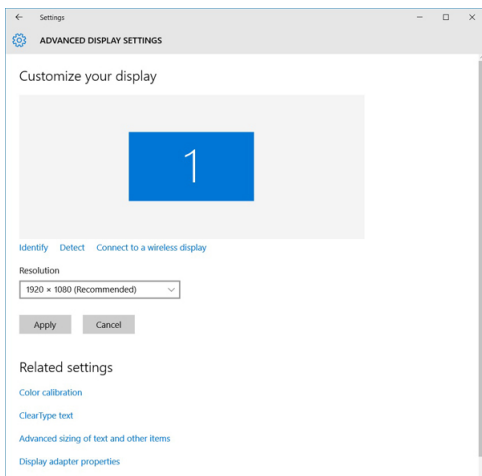 Settings
ADVANCED DISPLAY SETTINGS
Customize your display
1
Identify Detect Connect to a wireless display
Resolution
1920 × 1080 (Recommended)
Apply Cancel
Related settings
Color calibration
ClearType text
Advanced sizing of text and other items
Display adapter properties